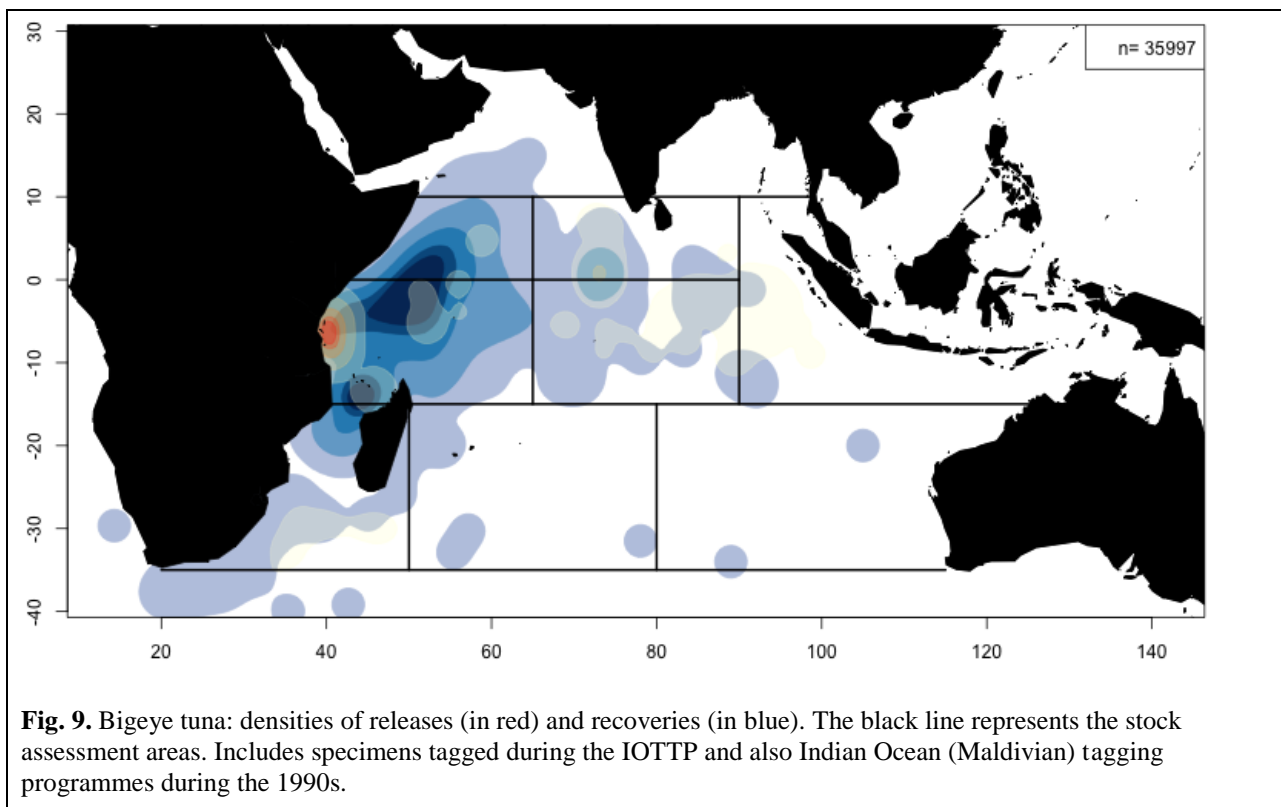 n= 35997
30
20
10
0
-10
-20
-30
-40
20 40 60 80 100 120 140
Fig. 9. Bigeye tuna: densities of releases (in red) and recoveries (in blue). The black line represents the stock
assessment areas. Includes specimens tagged during the IOTTP and also Indian Ocean (Maldivian) tagging
programmes during the 1990s.